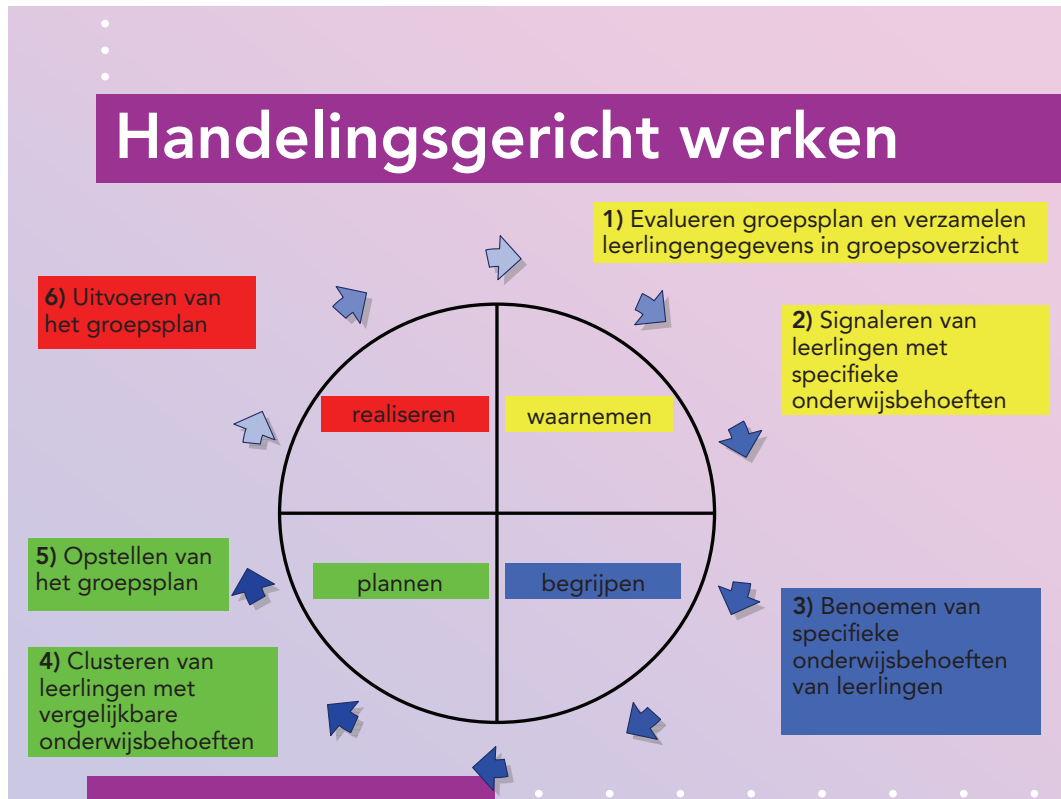 Handelingsgericht werken
1) Evalueren groepsplan en verzamelen
leerlingengegevens in groepsoverzicht
2) Signaleren van
leerlingen met
specifieke
onderwijsbehoeften
3) Benoemen van
specifieke
onderwijsbehoeften
van leerlingen
4) Clusteren van
leerlingen met
vergelijkbare
onderwijsbehoeften
5) Opstellen van
het groepsplan
6) Uitvoeren van
het groepsplan
realiseren
waarnemen
plannen
begrijpen